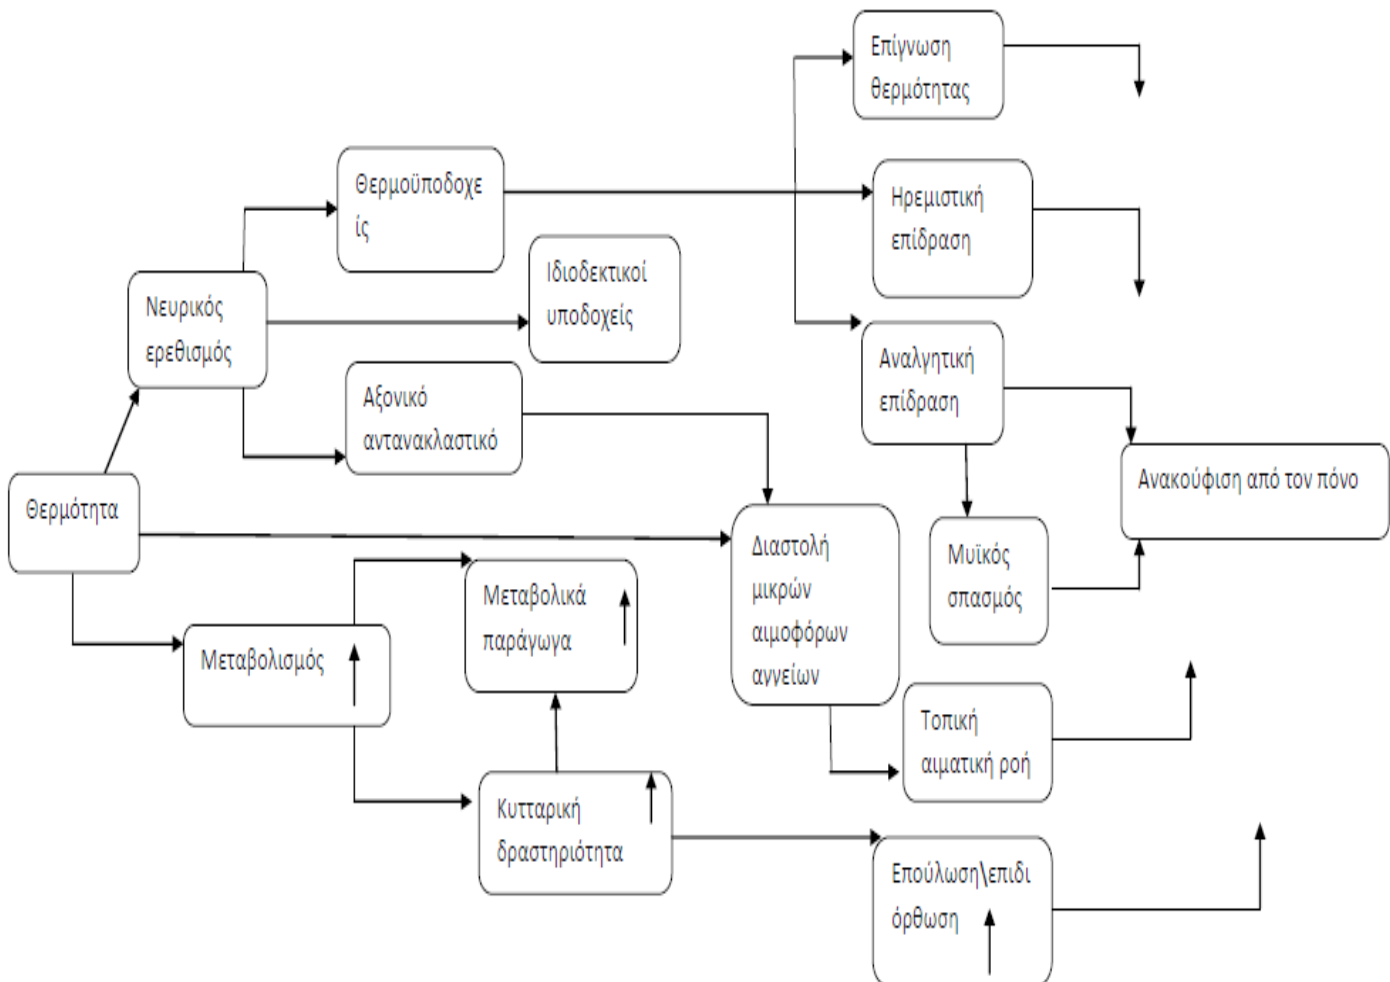 Επίγνωση
θερμότητας
Θερμοϋποδοχε
ίς
Ηρεμιστική
επίδραση
Ιδιοδεκτικοί
υποδοχείς
Νευρικός
ερεθισμός
Αναλγητική
επίδραση
Αξονικό
αντανακλαστικό
Ανακούφιση από τον πόνο
Θερμότητα
Διαστολή
μικρών
αιμοφόρων
αγγείων
Μυϊκός
σπασμός
Μεταβολικά
παράγωγα
Μεταβολισμός
Τοπική
αιματική ροή
Κυτταρική
δραστηριότητα
Επούλωση\επιδι
όρθωση